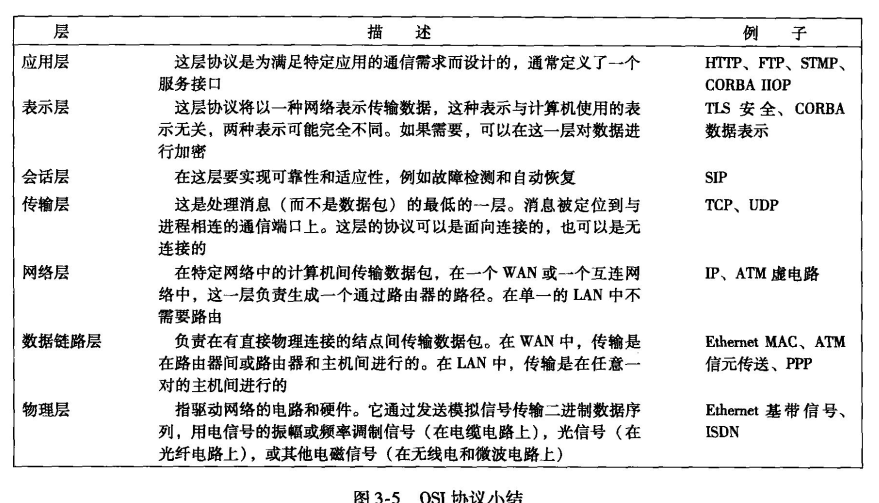 层 描 述 例 子
应用层 这层协议是为满足特定应用的通信需求而设计的，通常定义了一个 HTTP、FTP、STMP、
服务接口 CORBA IIOP
表示层 这层协议将以一种网络表示传输数据，这种表示与计算机使用的表 TLS 安全、CORBA
示无关，两种表示可能完全不同。如果需要，可以在这一层对数据进 数据表示
行加密
会话层 在这层要实现可靠性和适应性，例如故障检测和自动恢复 SIP
传输层 这是处理消息（而不是数据包）的最低的一层。消息被定位到与 TCP、UDP
进程相连的通信端口上。这层的协议可以是面向连接的，也可以是无
连接的
网络层 在特定网络中的计算机间传输数据包，在一个 WAN 或一个互连网 IP、ATM 虚电路
络中，这一层负责生成一个通过路由器的路径。在单一的 LAN 中不
需要路由
数据链路层 负责在有直接物理连接的结点间传输数据包。在 WAN 中，传输是 Ethernet MAC、ATM
在路由器间或路由器和主机间进行的。在 LAN 中，传输是在任意一 信元传送、PPP
对的主机间进行的
物理层 指驱动网络的电路和硬件。它通过发送模拟信号传输二进制数据序 Ethernet 基带信号、
列，用电信号的振幅或频率调制信号（在电缆电路上），光信号（在 ISDN
光纤电路上），或其他电磁信号（在无线电和微波电路上）
图 3-5 OSI 协议小结